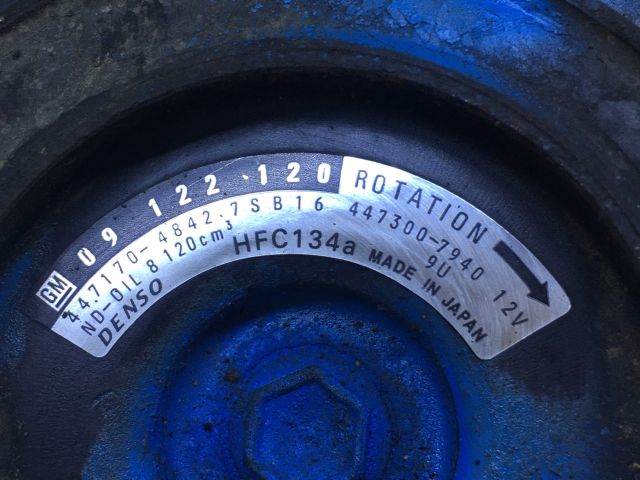 GM 09 122 120 ROTATION
447170-4842.7SB16 447300-7940 12V
ND-OIL 8 120cm³ HFC134a 9U
DENSO MADE IN JAPAN